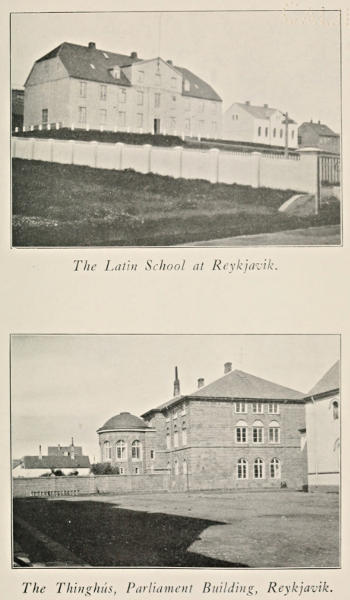 The Latin School at Reykjavik.
The Thinghús, Parliament Building, Reykjavik.